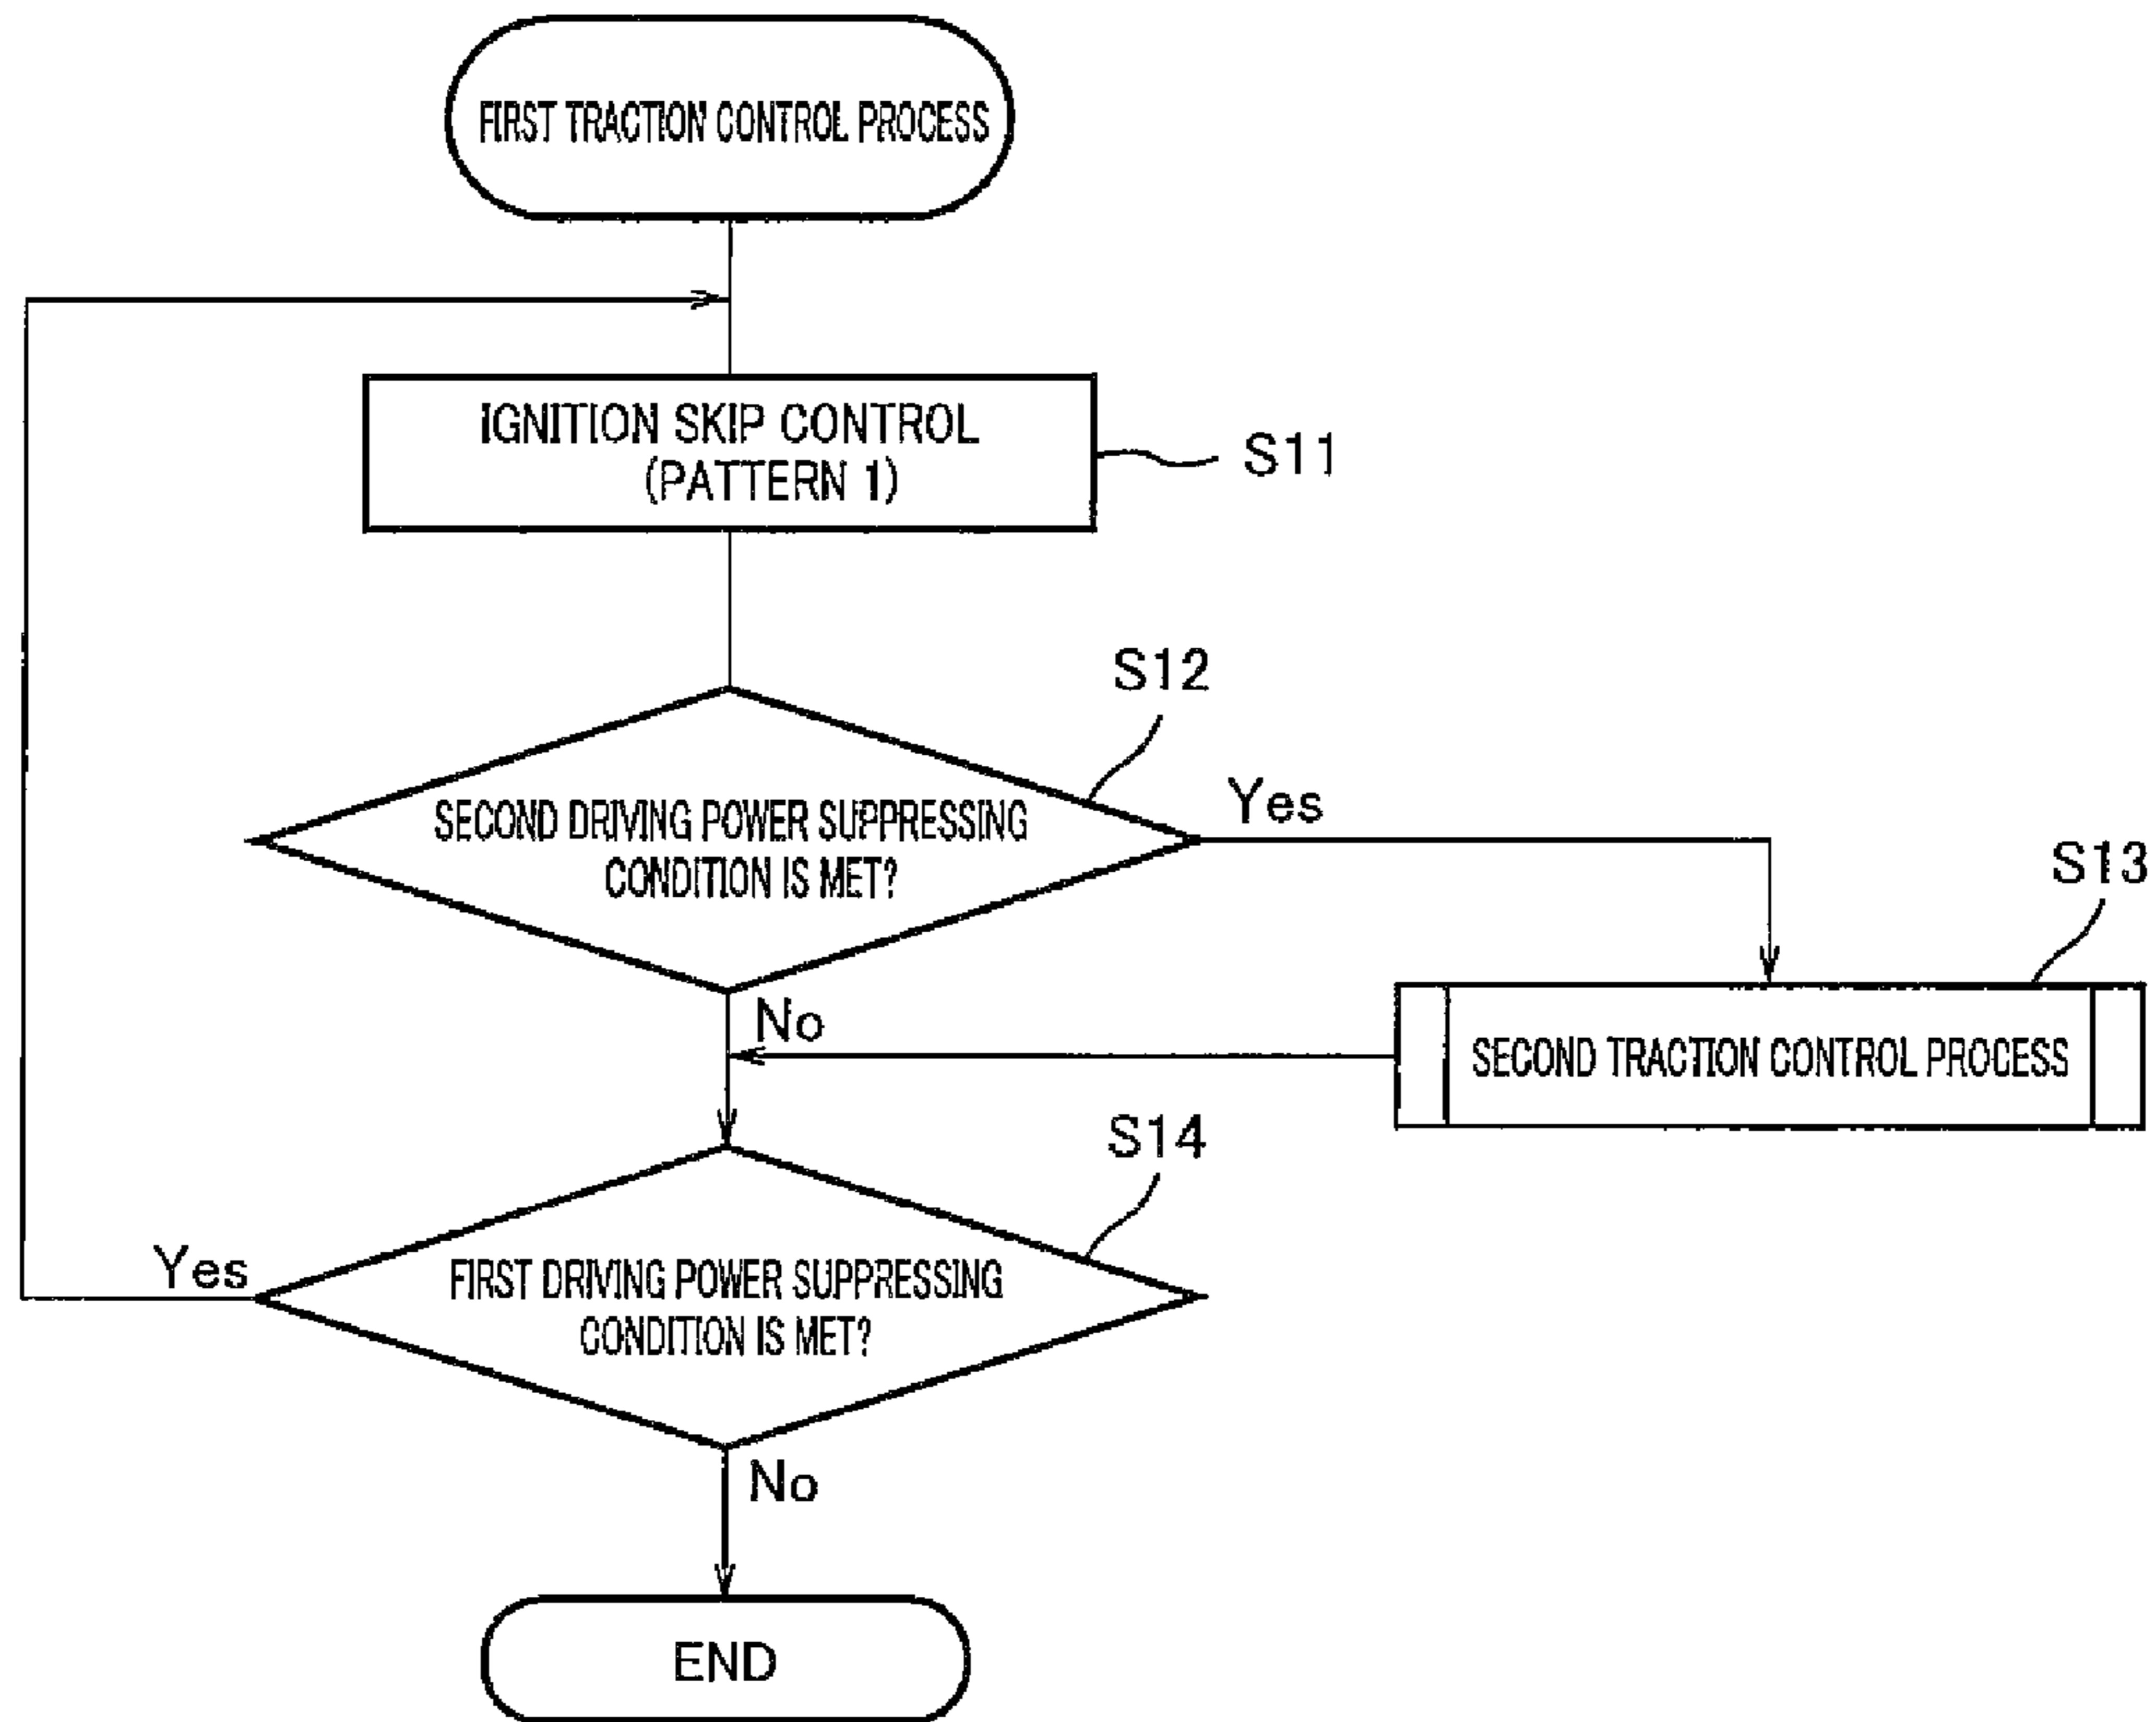 FIRST TRACTION CONTROL PROCESS
IGNITION SKIP CONTROL
(PATTERN 1)
S11
S12
SECOND DRIVING POWER SUPPRESSING
CONDITION IS MET?
Yes
S13
No
SECOND TRACTION CONTROL PROCESS
S14
Yes
FIRST DRIVING POWER SUPPRESSING
CONDITION IS MET?
No
END